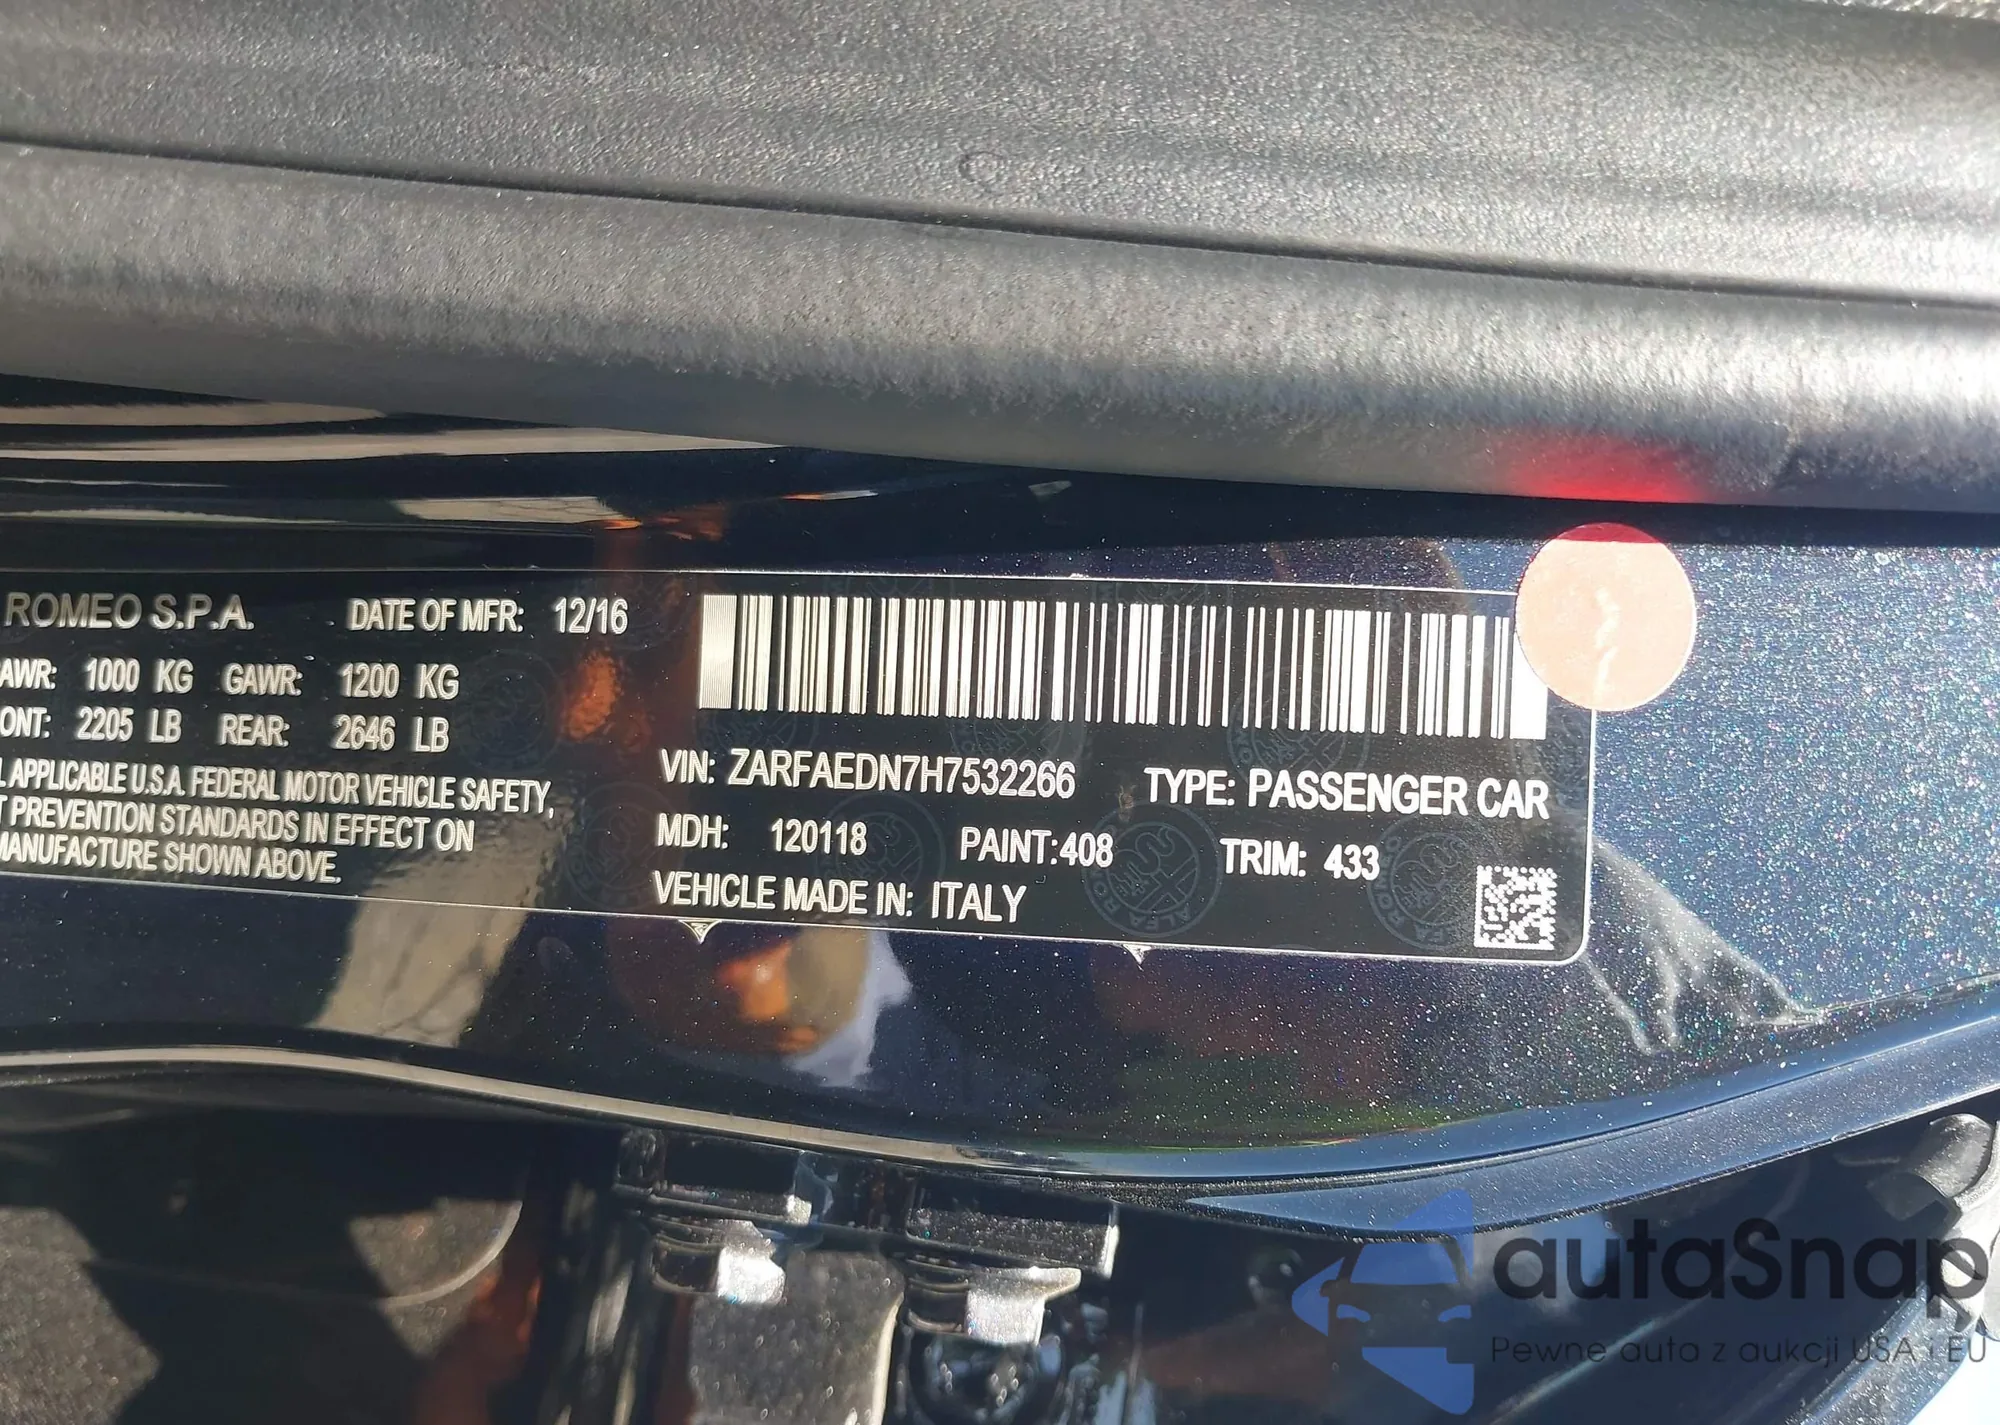 ROMEO S.P.A. DATE OF MFR: 12/16
AWR: 1000 KG GAWR: 1200 KG
ONT: 2205 LB REAR: 2646 LB
L APPLICABLE U.S.A. FEDERAL MOTOR VEHICLE SAFETY,
T PREVENTION STANDARDS IN EFFECT ON
MANUFACTURE SHOWN ABOVE.
VIN: ZARFAEDN7H7532266 TYPE: PASSENGER CAR
MDH: 120118 PAINT:408 TRIM: 433
VEHICLE MADE IN: ITALY
autaSnap
Pewne auta z aukcji USA i EU